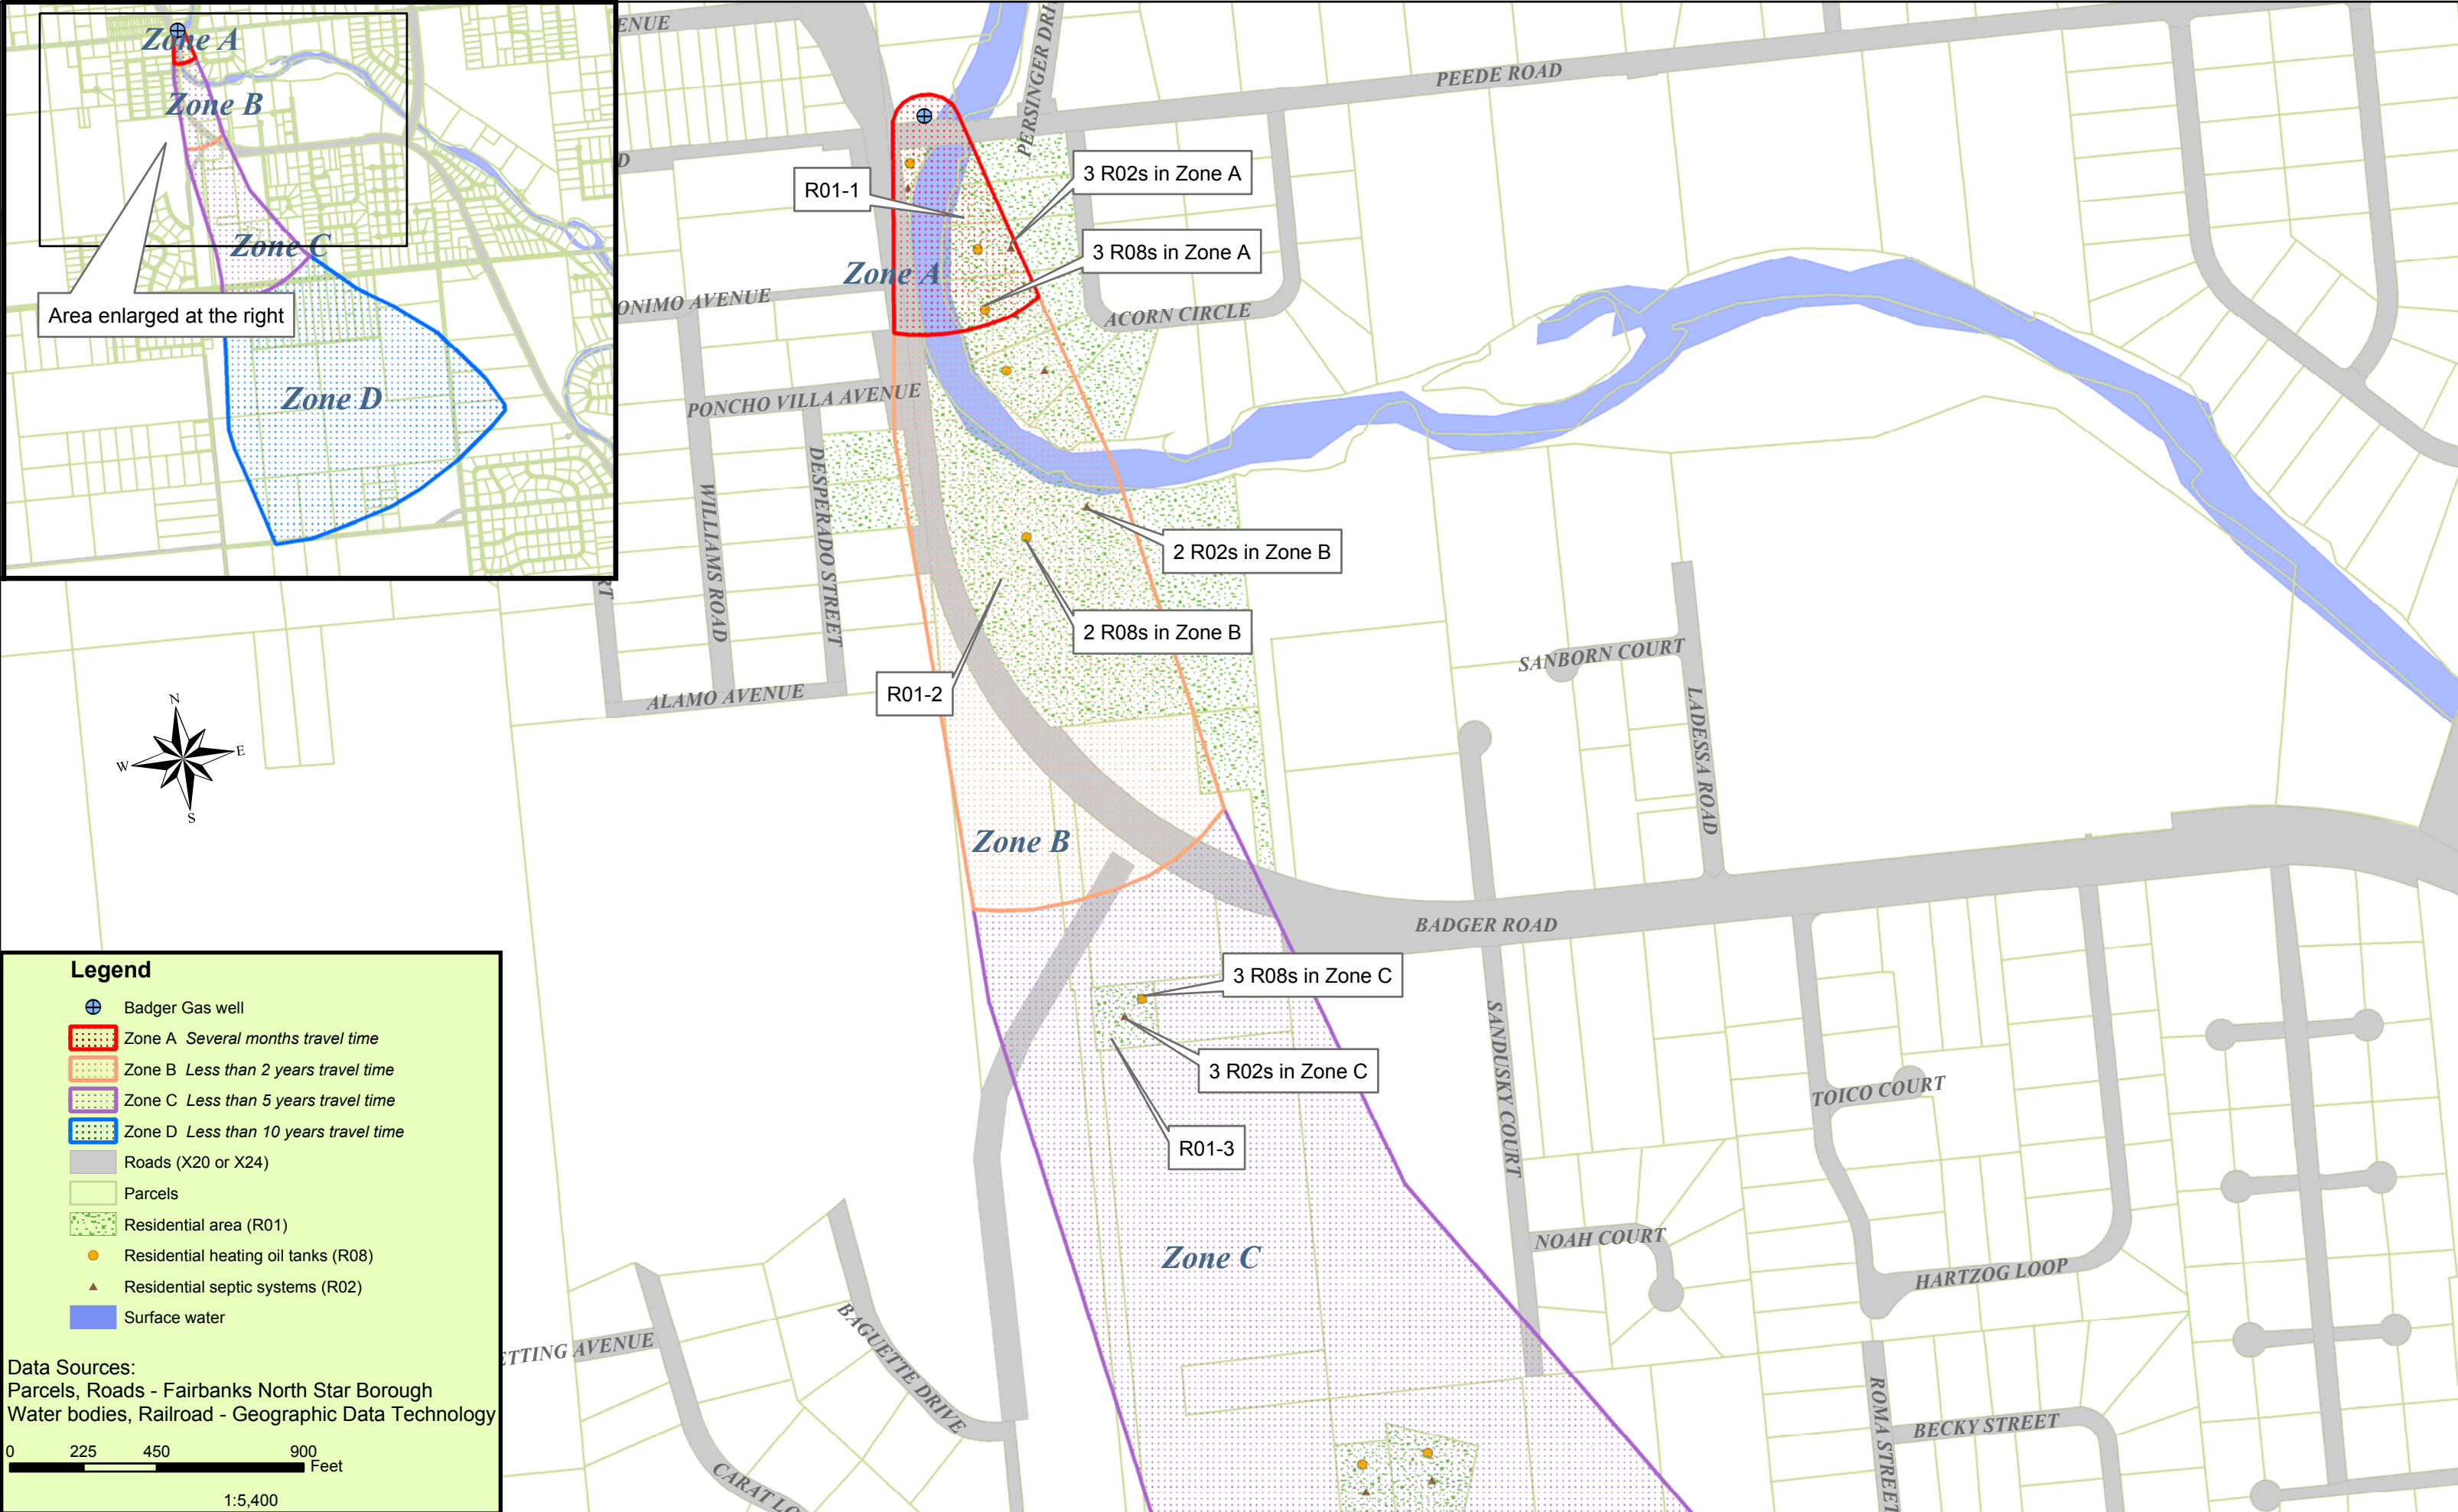 Zone A
Zone B
Zone C
Area enlarged at the right
Zone D
ENUE
PERSINGER DRI
PEEDE ROAD
D
R01-1
3 R02s in Zone A
3 R08s in Zone A
Zone A
ONIMO AVENUE
ACORN CIRCLE
PONCHO VILLA AVENUE
DESPERADO STREET
WILLIAMS ROAD
2 R02s in Zone B
2 R08s in Zone B
RT
R01-2
ALAMO AVENUE
SANBORN COURT
LADESSA ROAD
N
W
E
S
Zone B
BADGER ROAD
3 R08s in Zone C
3 R02s in Zone C
R01-3
SANDUSKY COURT
TOICO COURT
NOAH COURT
HARTZOG LOOP
Zone C
BAGUETTE DRIVE
ETTING AVENUE
CARAT LO
ROMA STREET
BECKY STREET
Legend
Badger Gas well
Zone A Several months travel time
Zone B Less than 2 years travel time
Zone C Less than 5 years travel time
Zone D Less than 10 years travel time
Roads (X20 or X24)
Parcels
Residential area (R01)
Residential heating oil tanks (R08)
Residential septic systems (R02)
Surface water
Data Sources:
Parcels, Roads - Fairbanks North Star Borough
Water bodies, Railroad - Geographic Data Technology
0 225 450 900
Feet
1:5,400